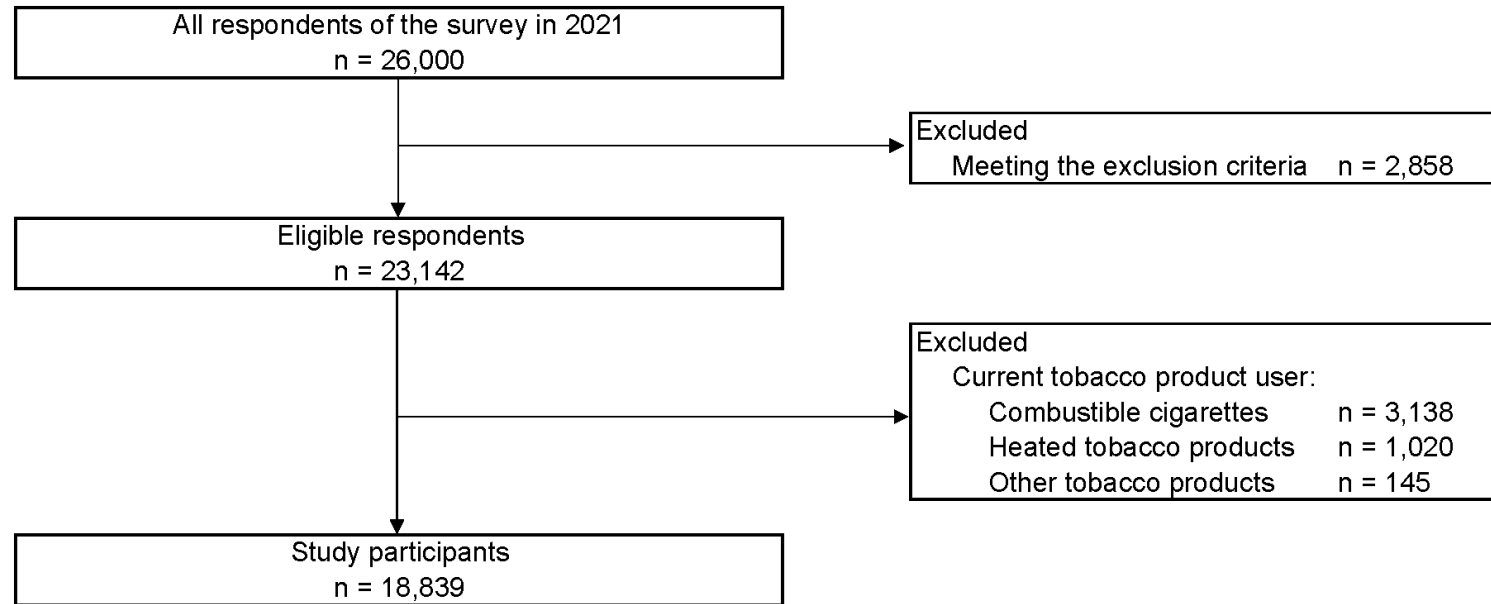 All respondents of the survey in 2021
n = 26,000
Excluded
Meeting the exclusion criteria n = 2,858
Eligible respondents
n = 23,142
Excluded
Current tobacco product user:
Combustible cigarettes n = 3,138
Heated tobacco products n = 1,020
Other tobacco products n = 145
Study participants
n = 18,839